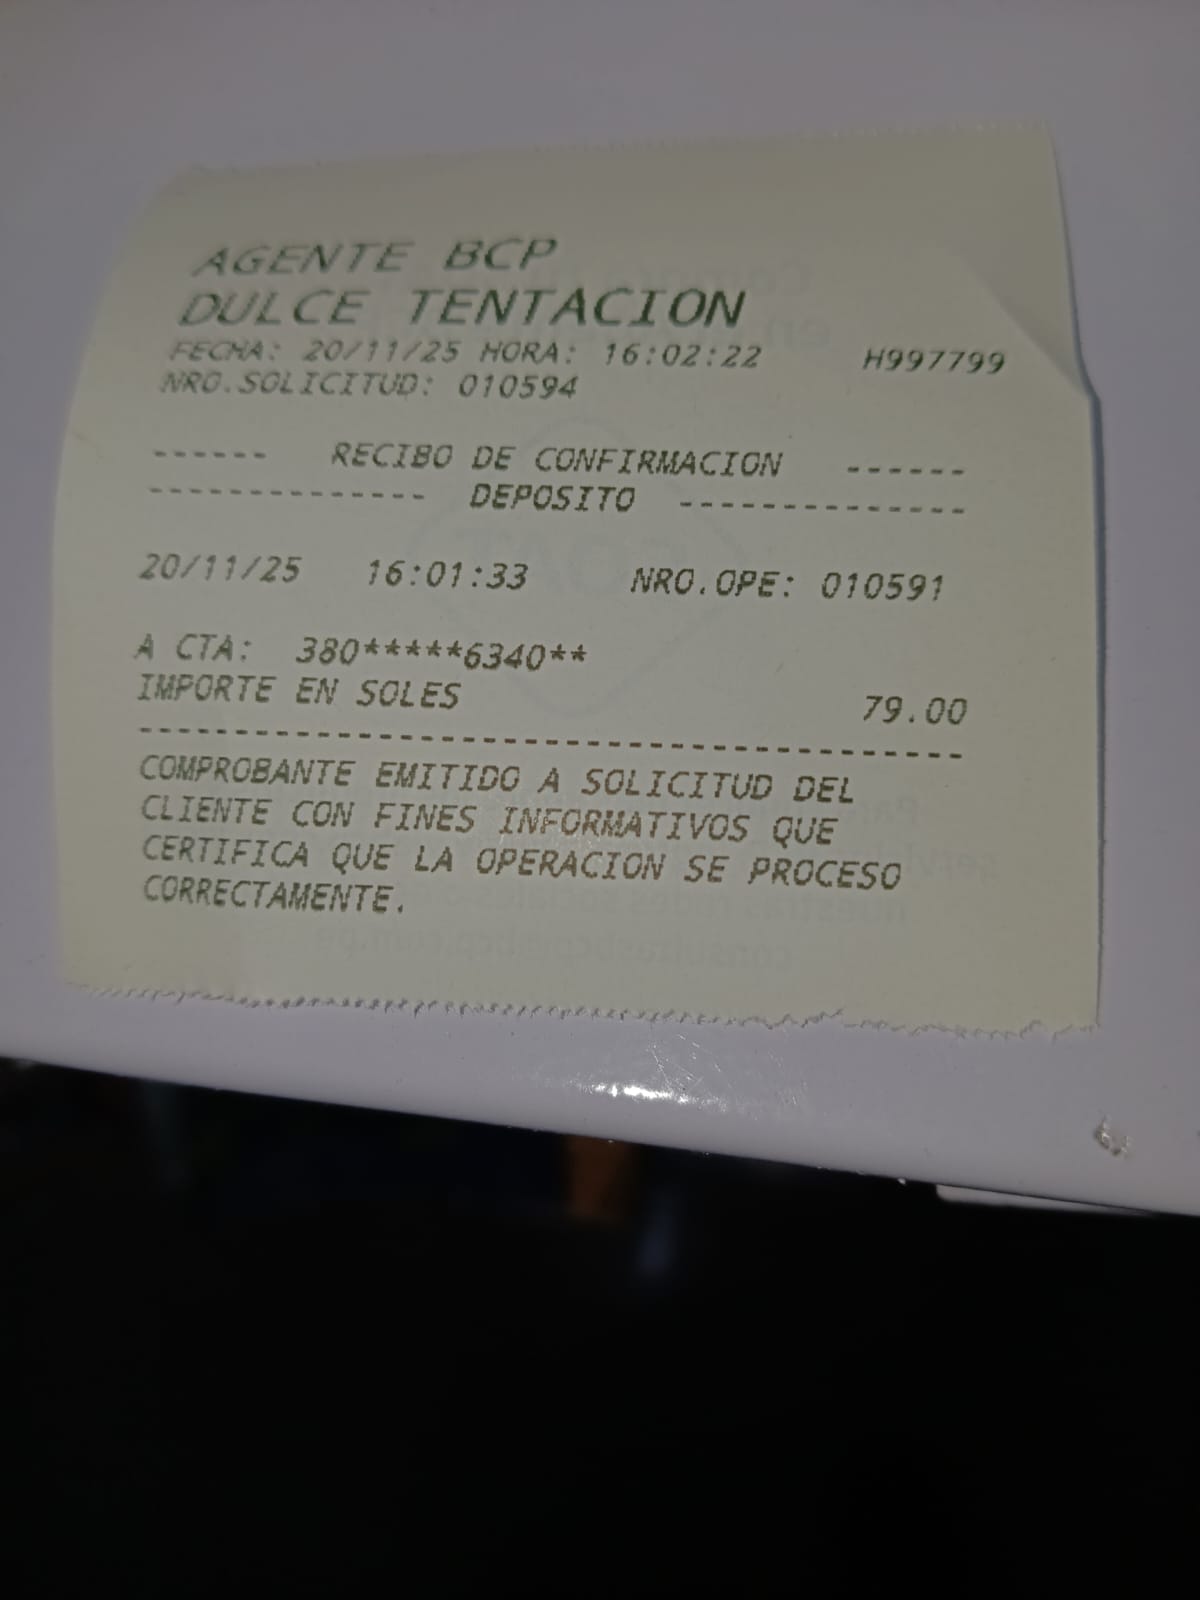 AGENTE BCP
DULCE TENTACION
FECHA: 20/11/25 HORA: 16:02:22 H997799
NRO.SOLICITUD: 010594
------ RECIBO DE CONFIRMACION ------
-------------- DEPOSITO --------------
20/11/25 16:01:33 NRO.OPE: 010591
A CTA: 380*****6340**
IMPORTE EN SOLES 79.00
----------------------------------------
COMPROBANTE EMITIDO A SOLICITUD DEL
CLIENTE CON FINES INFORMATIVOS QUE
CERTIFICA QUE LA OPERACION SE PROCESO
CORRECTAMENTE.